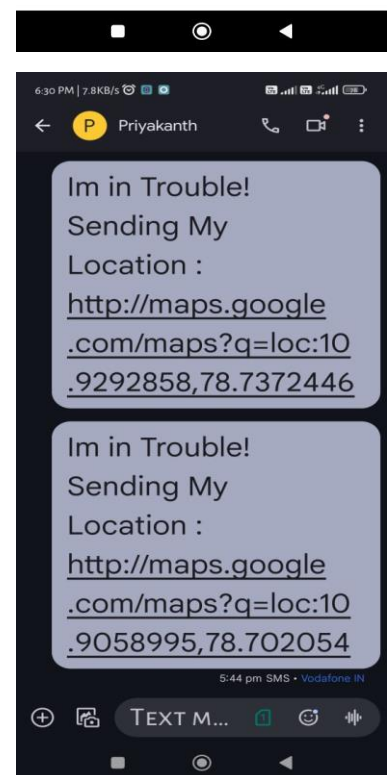 6:30 PM | 7.8KB/s
P Priyakanth
Im in Trouble!
Sending My
Location :
http://maps.google
.com/maps?q=loc:10
.9292858,78.7372446
Im in Trouble!
Sending My
Location :
http://maps.google
.com/maps?q=loc:10
.9058995,78.702054
5:44 pm SMS • Vodafone IN
TEXT M... 1